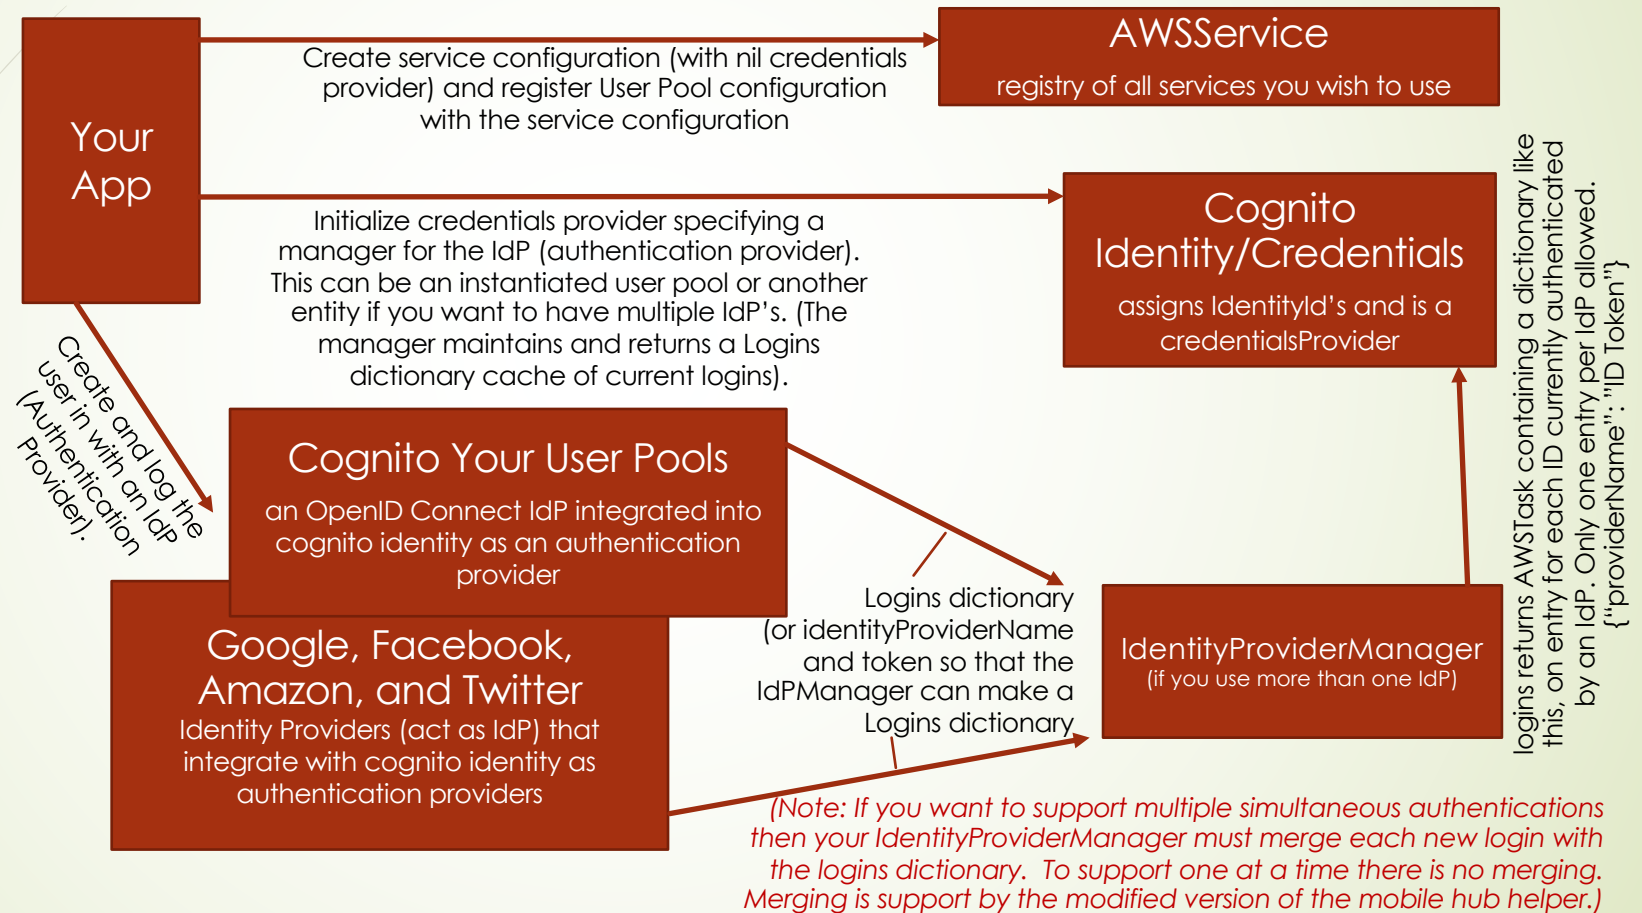 Your
App
Create service configuration (with nil credentials
provider) and register User Pool configuration
with the service configuration
AWSService
registry of all services you wish to use
Initialize credentials provider specifying a
manager for the IdP (authentication provider).
This can be an instantiated user pool or another
entity if you want to have multiple IdP’s. (The
manager maintains and returns a Logins
dictionary cache of current logins).
Cognito
Identity/Credentials
assigns IdentityId’s and is a
credentialsProvider
Create and log the
user in with an IdP
(Authentication
Provider).
Cognito Your User Pools
an OpenID Connect IdP integrated into
cognito identity as an authentication
provider
Google, Facebook,
Amazon, and Twitter
Identity Providers (act as IdP) that
integrate with cognito identity as
authentication providers
Logins dictionary
(or identityProviderName
and token so that the
IdPManager can make a
Logins dictionary
IdentityProviderManager
(if you use more than one IdP)
logins returns AWSTask containing a dictionary like
this, on entry for each ID currently authenticated
by an IdP. Only one entry per IdP allowed.
{“providerName”: "ID Token"}
(Note: If you want to support multiple simultaneous authentications
then your IdentityProviderManager must merge each new login with
the logins dictionary. To support one at a time there is no merging.
Merging is support by the modified version of the mobile hub helper.)